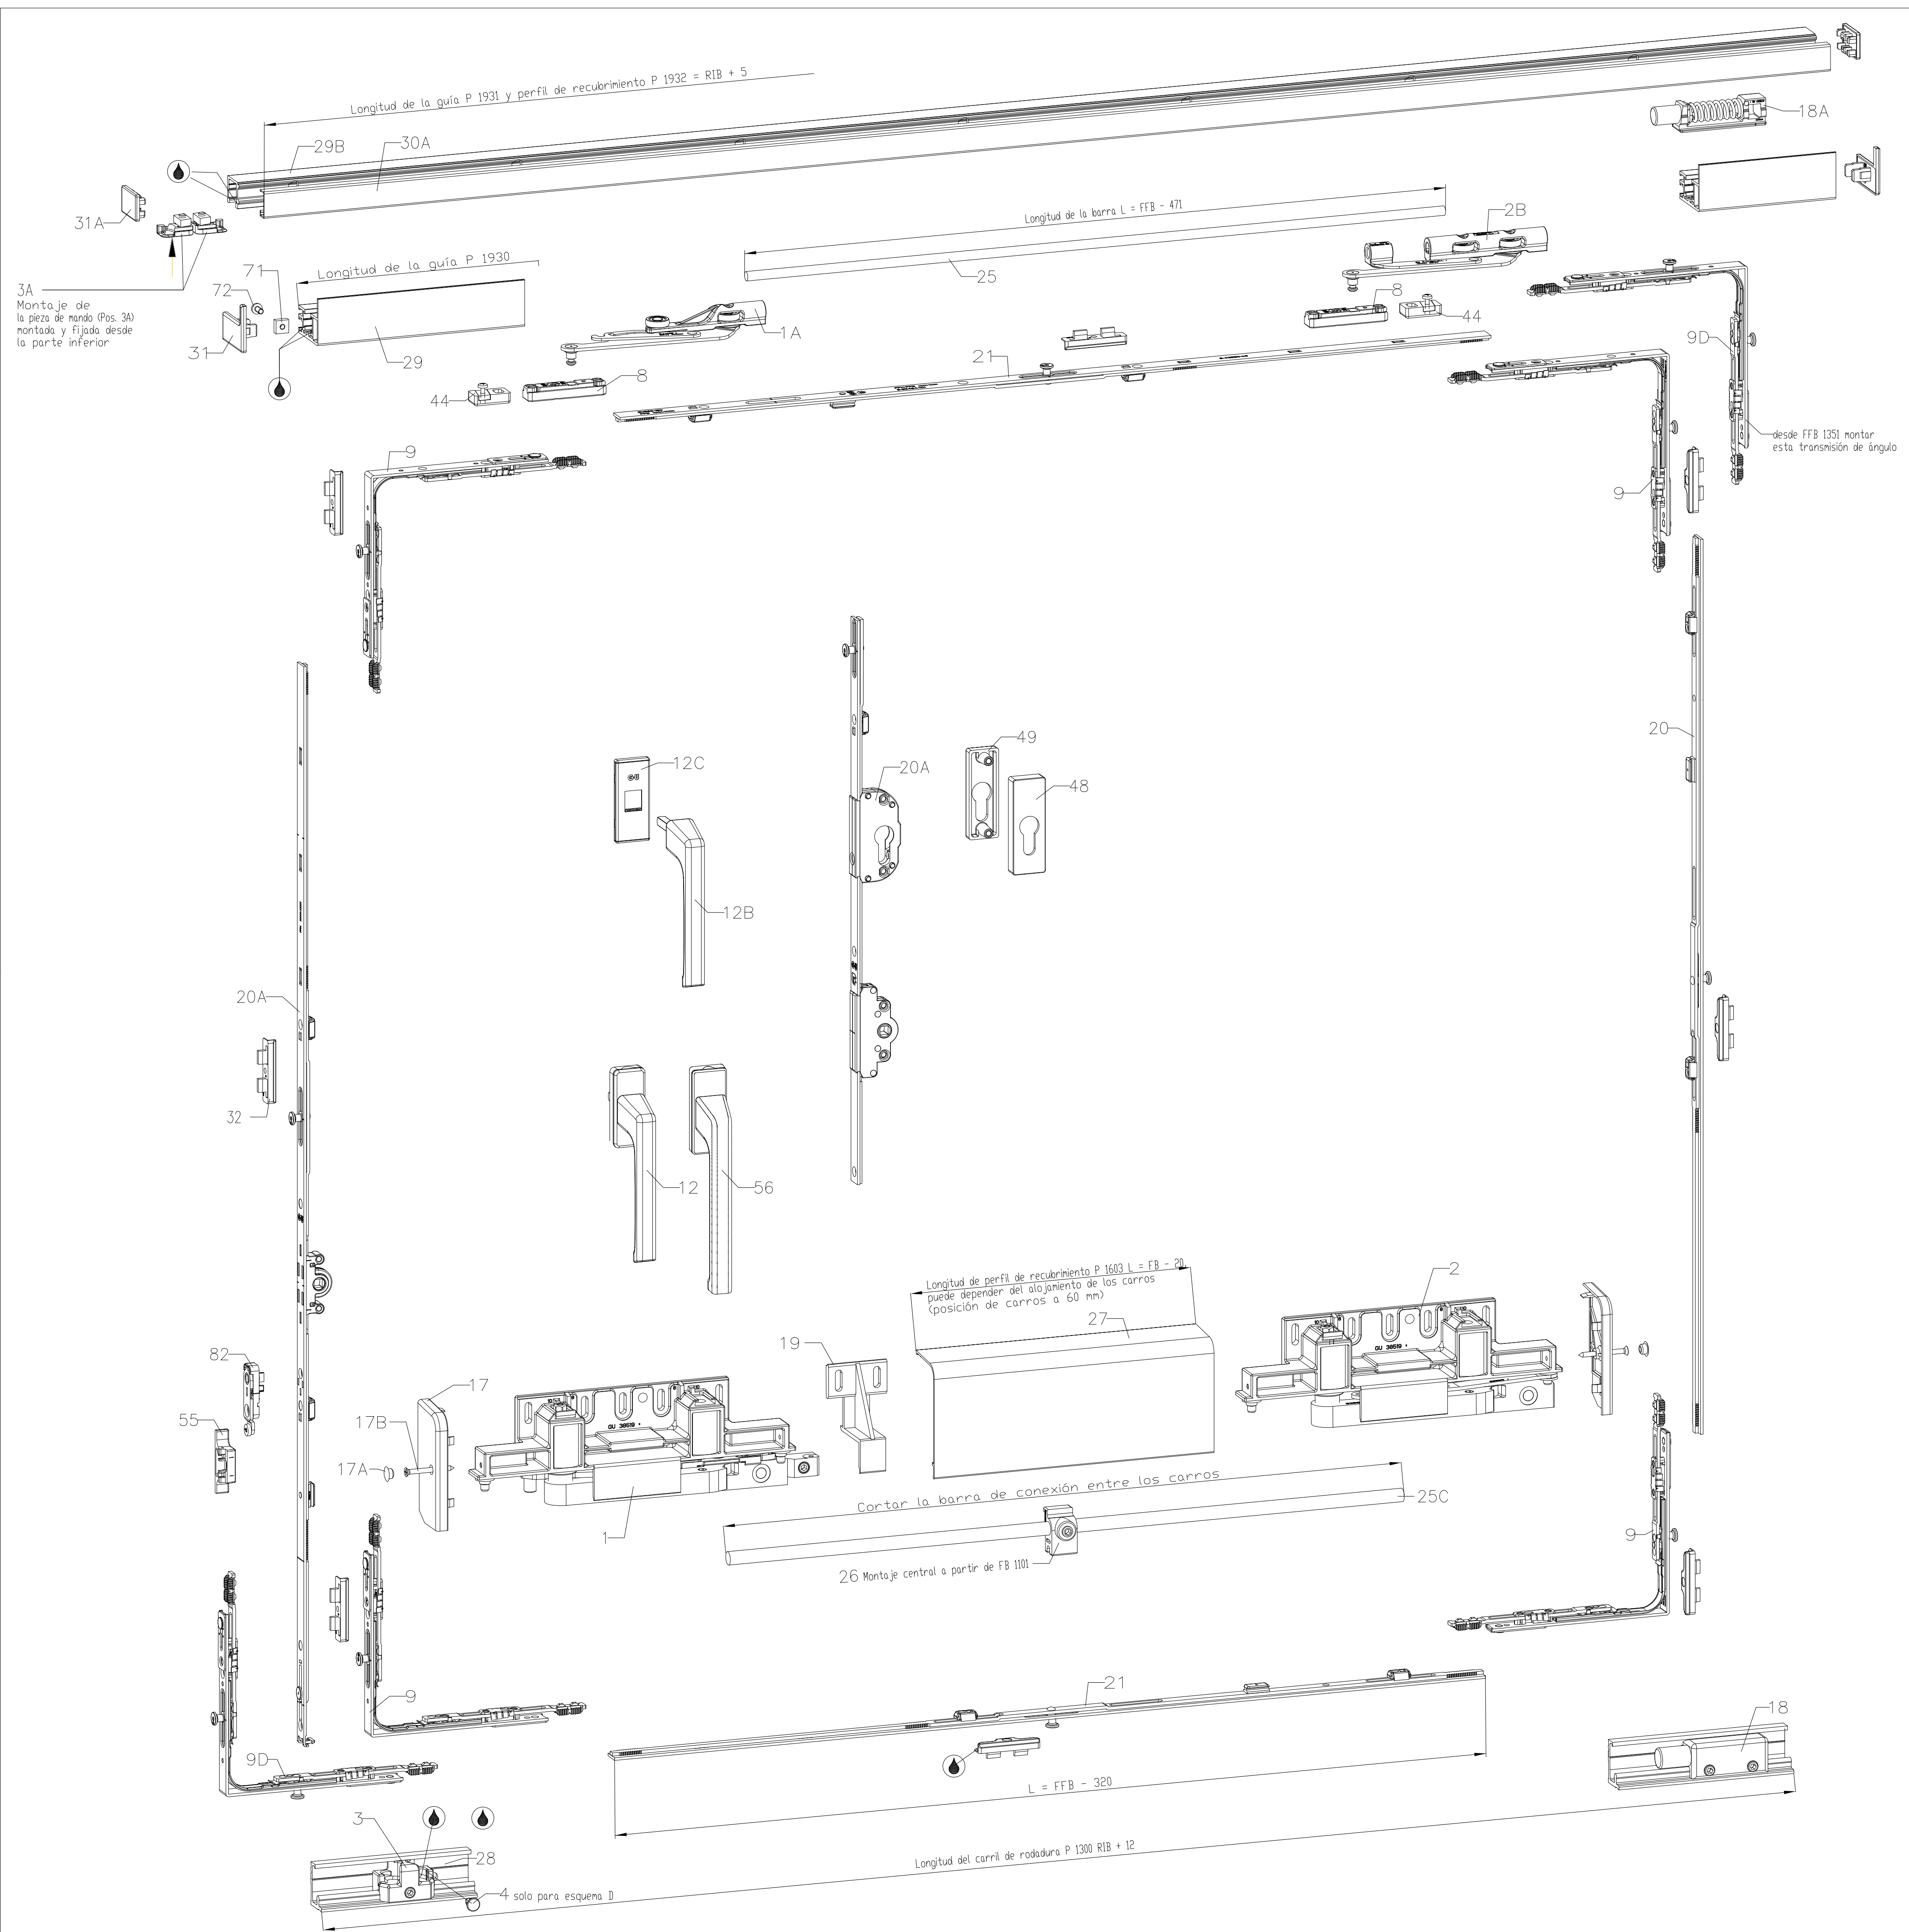 Longitud de la guía P 1931 y perfil de recubrimiento P 1932 = RIB + 5
29B
30A
18A
31A
Longitud de la barra L = FFB - 471
2B
25
3A
Montaje de
la pieza de mando (Pos. 3A)
montada y fijada desde
la parte inferior
71
72
Longitud de la guía P 1930
31
29
1A
8
44
9D
21
8
44
desde FFB 1351 montar
esta transmisión de ángulo
9
9
20
49
12C
GU
20A
48
12B
20A
32
12
56
Longitud de perfil de recubrimiento P 1603 L = FB - 20,
puede depender del alojamiento de los carros
(posición de carros a 60 mm)
2
27
19
GU 38519
82
17
17B
55
17A
GU 38519
1
Cortar la barra de conexión entre los carros
25C
26 Montaje central a partir de FB 1101
9
9
21
9D
18
L = FFB - 320
3
28
Longitud del carril de rodadura P 1300 RIB + 12
4 solo para esquema D